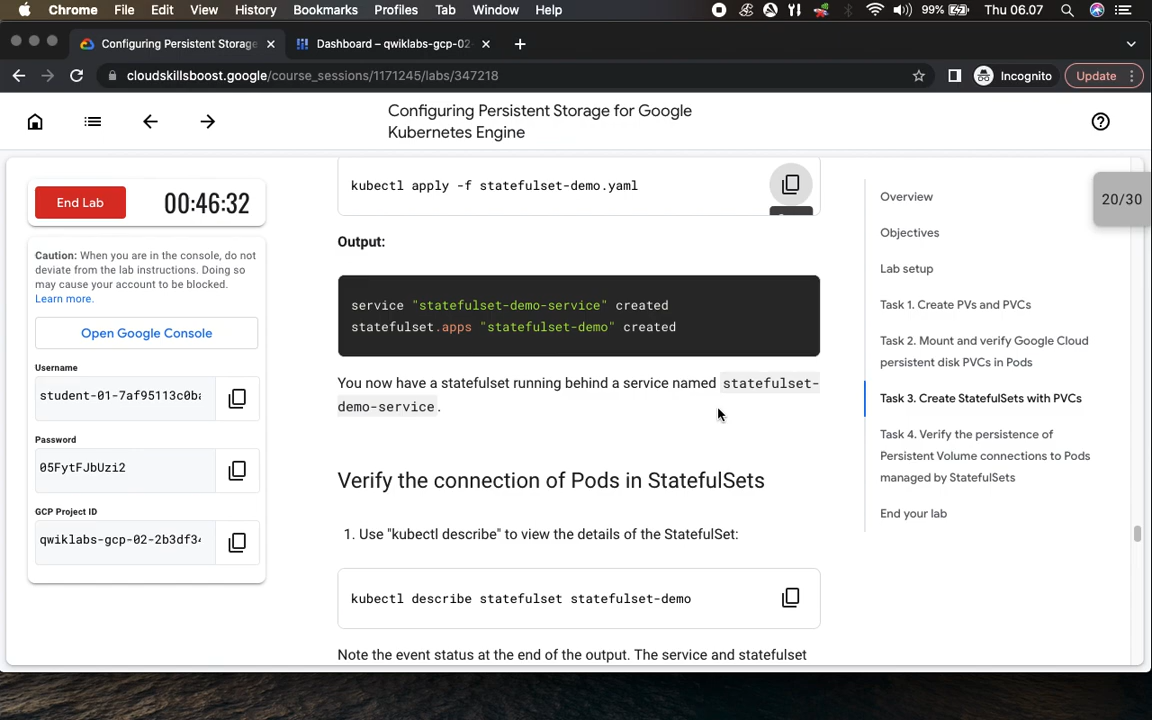 Chrome File Edit View History Bookmarks Profiles Tab Window Help 99% Thu 06.07
Configuring Persistent Storage
Dashboard – qwiklabs-gcp-02
cloudskillsboost.google/course_sessions/1171245/labs/347218
Incognito
Update
Configuring Persistent Storage for Google
Kubernetes Engine
End Lab
00:46:32
Caution: When you are in the console, do not
deviate from the lab instructions. Doing so
may cause your account to be blocked.
Learn more.
Open Google Console
Username
student-01-7af95113c0b
Password
05FytFJbUzi2
GCP Project ID
qwiklabs-gcp-02-2b3df3
kubectl apply -f statefulset-demo.yaml
Output:
service "statefulset-demo-service" created
statefulset.apps "statefulset-demo" created
You now have a statefulset running behind a service named statefulset-
demo-service.
Verify the connection of Pods in StatefulSets
1. Use "kubectl describe" to view the details of the StatefulSet:
kubectl describe statefulset statefulset-demo
Note the event status at the end of the output. The service and statefulset
Overview
Objectives
Lab setup
Task 1. Create PVs and PVCs
Task 2. Mount and verify Google Cloud
persistent disk PVCs in Pods
Task 3. Create StatefulSets with PVCs
Task 4. Verify the persistence of
Persistent Volume connections to Pods
managed by StatefulSets
End your lab
20/30